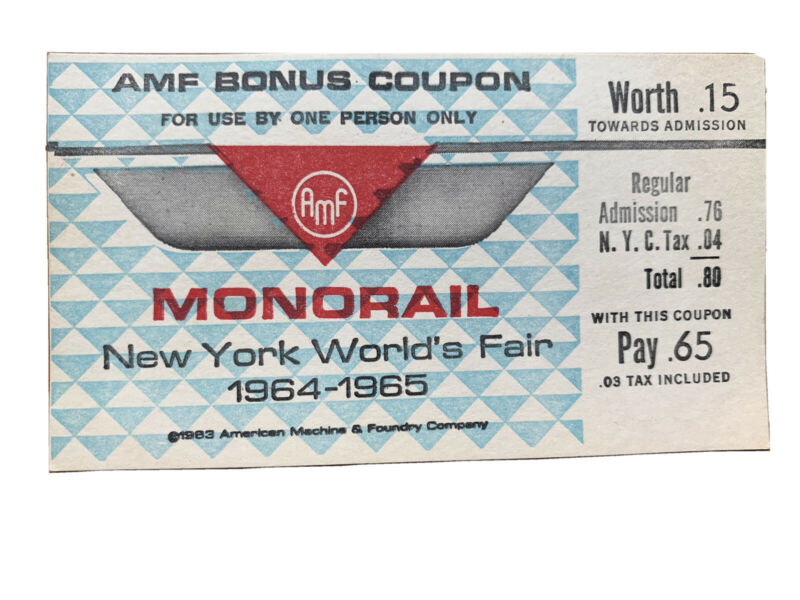 AMF BONUS COUPON
FOR USE BY ONE PERSON ONLY
AMF
MONORAIL
New York World's Fair
1964-1965
©1963 American Machine & Foundry Company
Worth .15
TOWARDS ADMISSION
Regular
Admission .76
N.Y.C. Tax .04
Total .80
WITH THIS COUPON
Pay .65
.03 TAX INCLUDED